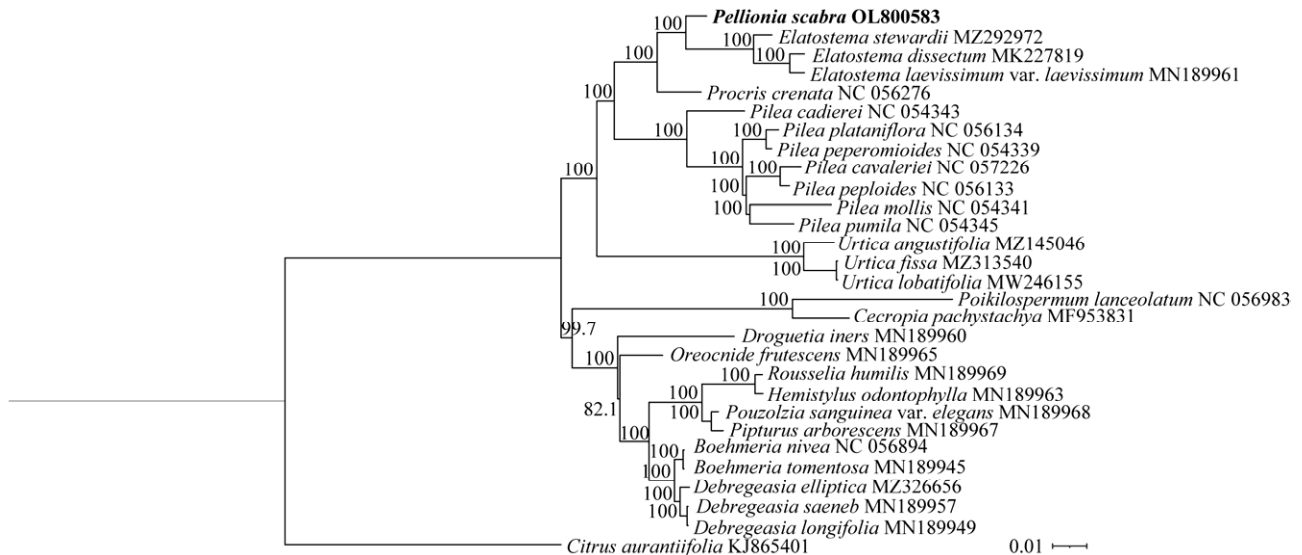 100
Pellionia scabra OL800583
100
100
Elatostema stewardii MZ292972
100
Elatostema dissectum MK227819
Elatostema laevissimum var. laevissimum MN189961
100
Procris crenata NC 056276
100
Pilea cadierei NC 054343
100
Pilea plataniflora NC 056134
Pilea peperomioides NC 054339
100
100
Pilea cavaleriei NC 057226
100
Pilea peploides NC 056133
100
Pilea mollis NC 054341
Pilea pumila NC 054345
100
100
Urtica angustifolia MZ145046
100
Urtica fissa MZ313540
Urtica lobatifolia MW246155
100
Poikilospermum lanceolatum NC 056983
Cecropia pachystachya MF953831
99.7
Droguetia iners MN189960
100
Oreocnide frutescens MN189965
100
Rousselia humilis MN189969
100
Hemistylus odontophylla MN189963
82.1
100
Pouzolzia sanguinea var. elegans MN189968
100
Pipturus arborescens MN189967
100
Boehmeria nivea NC 056894
100
Boehmeria tomentosa MN189945
100
Debregeasia elliptica MZ326656
100
Debregeasia saeneb MN189957
Debregeasia longifolia MN189949
Citrus aurantiifolia KJ865401
0.01